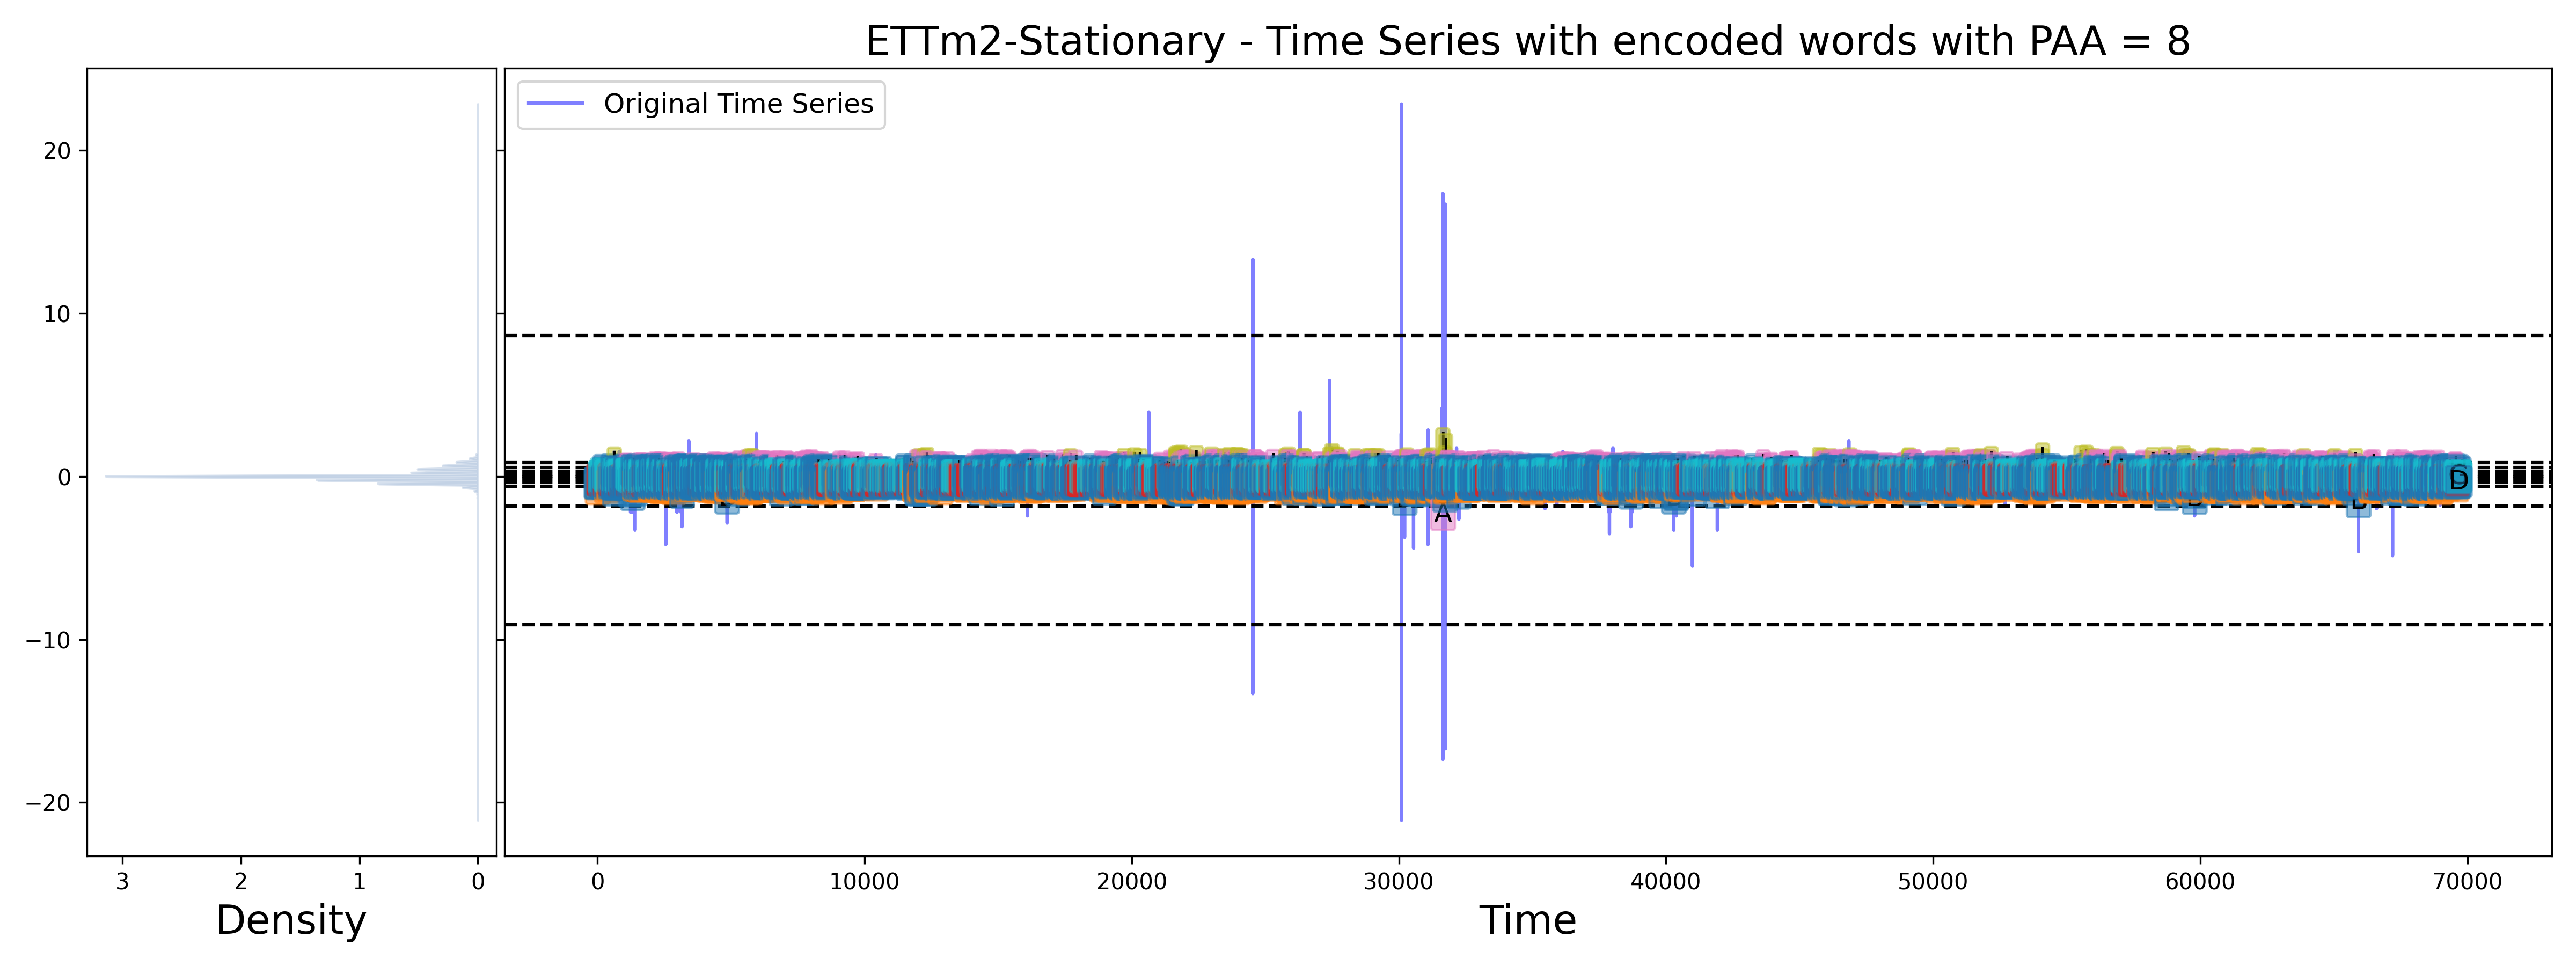 ETTm2-Stationary - Time Series with encoded words with PAA = 8
Original Time Series
20
10
0
−10
−20
A
D
3 2 1 0
0 10000 20000 30000 40000 50000 60000 70000
Density
Time